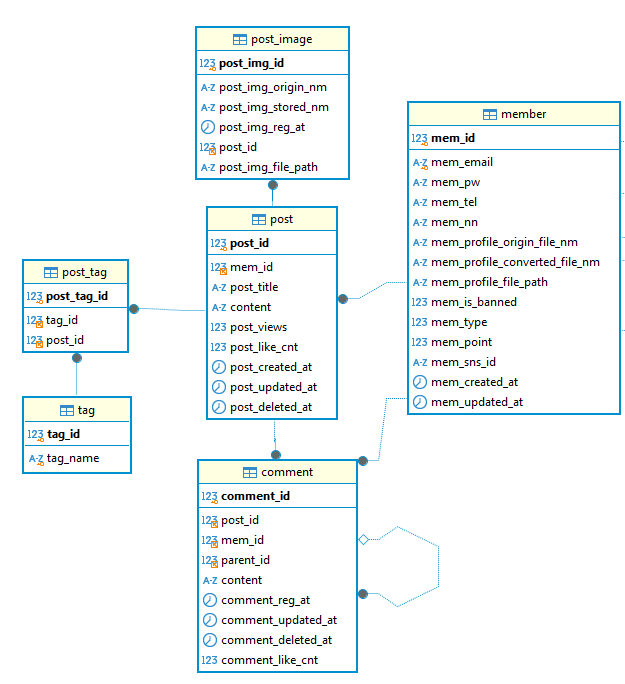 post_image
123 post_img_id
A-Z post_img_origin_nm
A-Z post_img_stored_nm
post_img_reg_at
123 post_id
A-Z post_img_file_path
member
123 mem_id
A-Z mem_email
A-Z mem_pw
A-Z mem_tel
A-Z mem_nn
A-Z mem_profile_origin_file_nm
A-Z mem_profile_converted_file_nm
A-Z mem_profile_file_path
123 mem_is_banned
123 mem_type
123 mem_point
A-Z mem_sns_id
mem_created_at
mem_updated_at
post
123 post_id
123 mem_id
A-Z post_title
A-Z content
123 post_views
123 post_like_cnt
post_created_at
post_updated_at
post_deleted_at
post_tag
123 post_tag_id
123 tag_id
123 post_id
tag
123 tag_id
A-Z tag_name
comment
123 comment_id
123 post_id
123 mem_id
123 parent_id
A-Z content
comment_reg_at
comment_updated_at
comment_deleted_at
123 comment_like_cnt